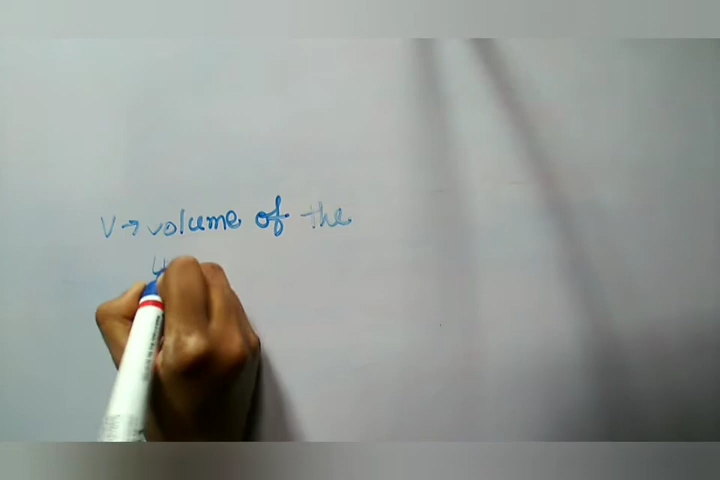 V → volume of the